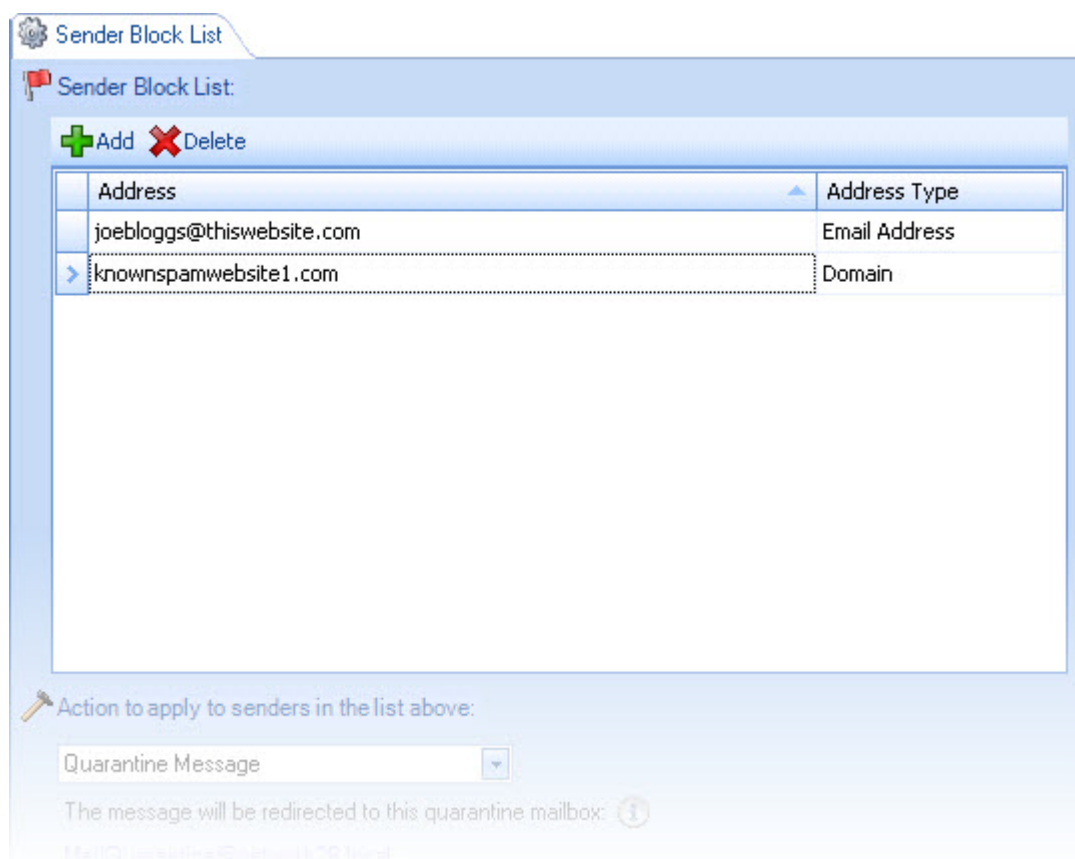 Sender Block List
Sender Block List:
Add Delete
Address Address Type
joebloggs@thiswebsite.com Email Address
knownspamwebsite1.com Domain
Action to apply to senders in the list above:
Quarantine Message
The message will be redirected to this quarantine mailbox: